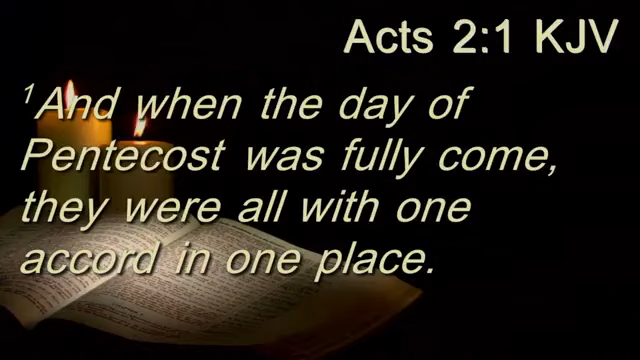 Acts 2:1 KJV
¹And when the day of
Pentecost was fully come,
they were all with one
accord in one place.